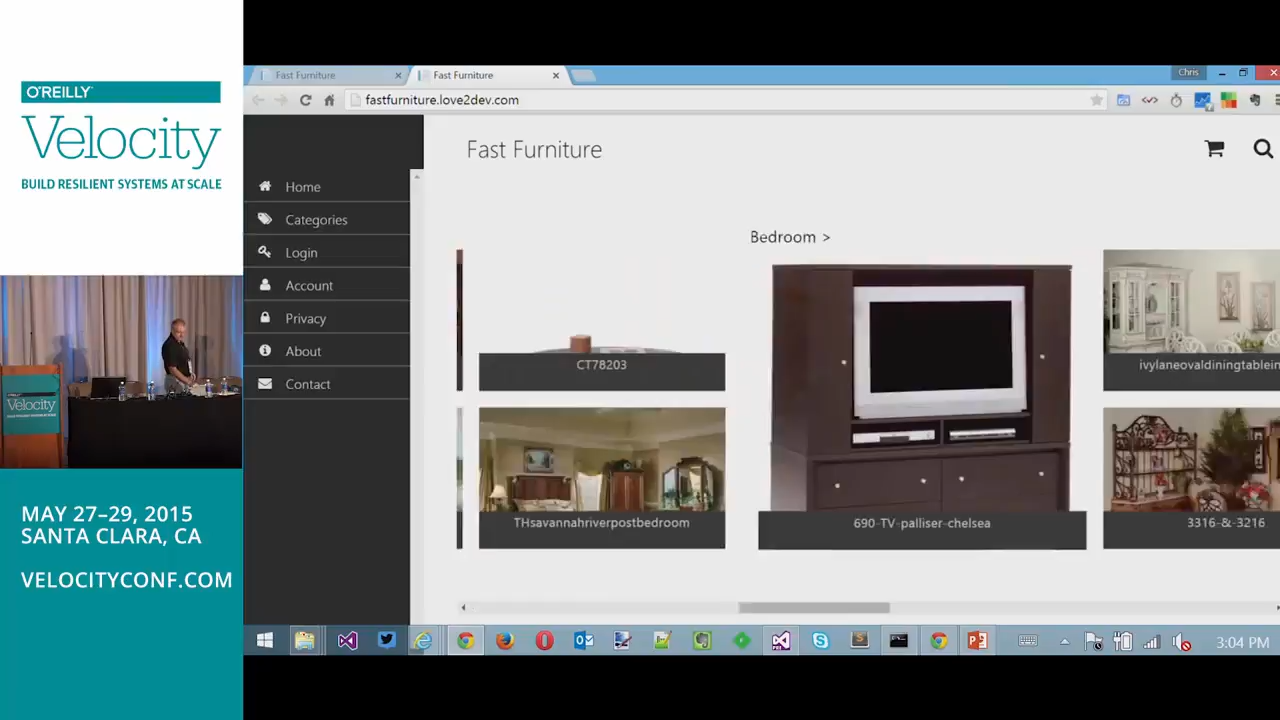 O'REILLY
Velocity
BUILD RESILIENT SYSTEMS AT SCALE
Velocity
MAY 27–29, 2015
SANTA CLARA, CA
VELOCITYCONF.COM
Fast Furniture
Fast Furniture
Chris
fastfurniture.love2dev.com
Home
Categories
Login
Account
Privacy
About
Contact
Fast Furniture
Bedroom >
CT78203
THsavannahriverpostbedroom
690-TV-palliser-chelsea
ivylaneovaldiningtablein
3316-&-3216
3:04 PM